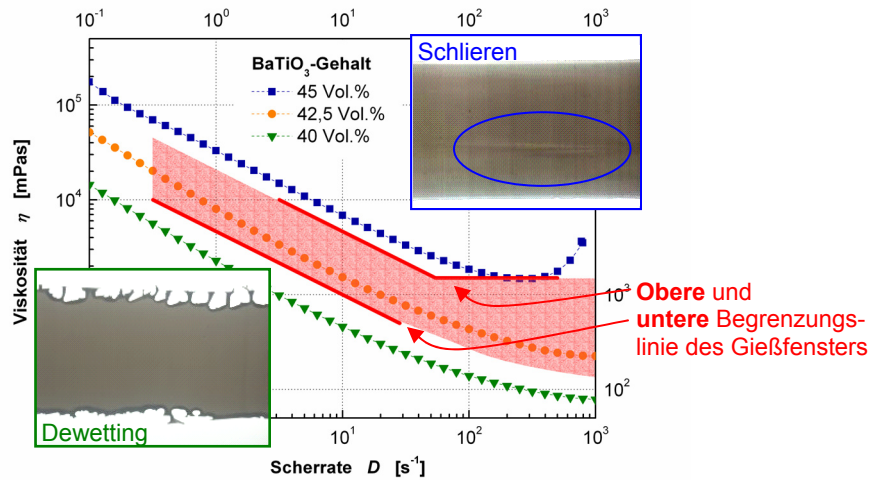 10⁻¹ 10⁰ 10¹ 10² 10³
BaTiO₃-Gehalt
45 Vol.%
42,5 Vol.%
40 Vol.%
Schlieren
Viskosität η [mPas]
10⁵
10⁴
10³
10²
Obere und
untere Begrenzungs-
linie des Gießfensters
Dewetting
10¹ 10² 10³
Scherrate D [s⁻¹]